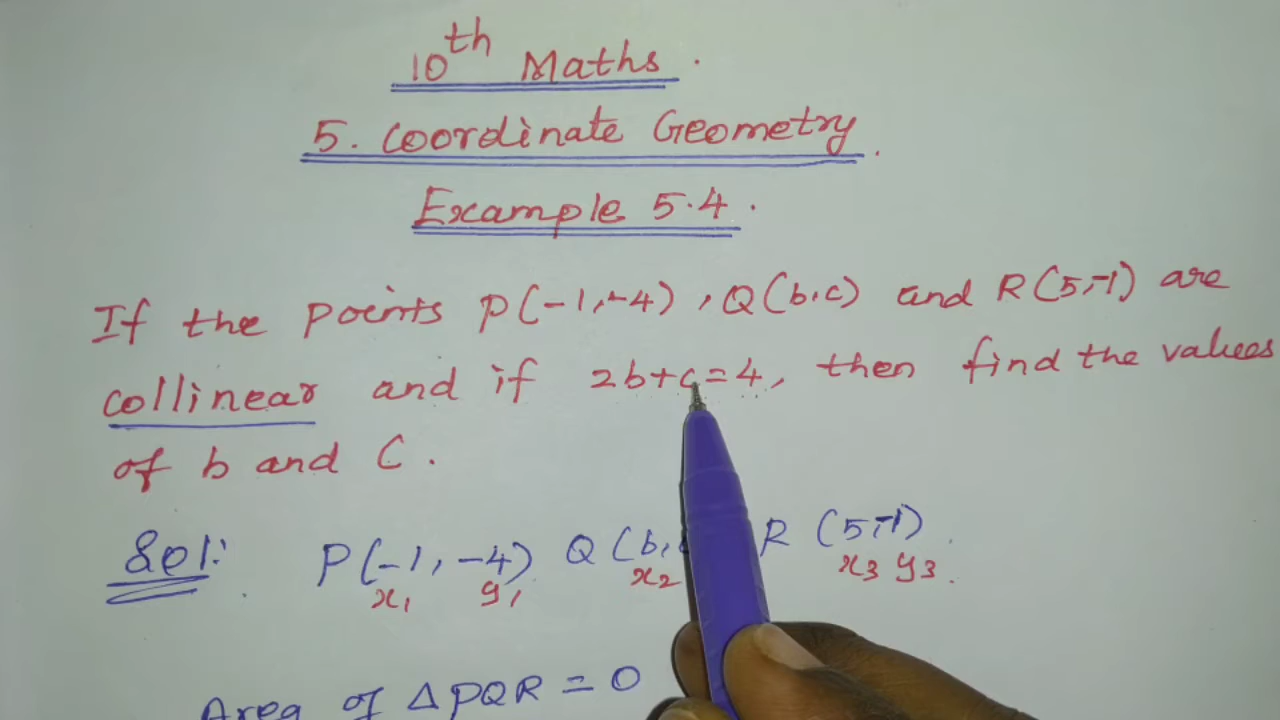 10th Maths.
5. Coordinate Geometry.
Example 5.4.
If the points P(-1,-4), Q(b,c) and R(5,-1) are
collinear and if 2b+c=4, then find the values
of b and C.
Sol: P(-1,-4) Q(b, R (5,-1)
x₁ y₁ x₂ x₃ y₃.
Area of Δ PQR = 0